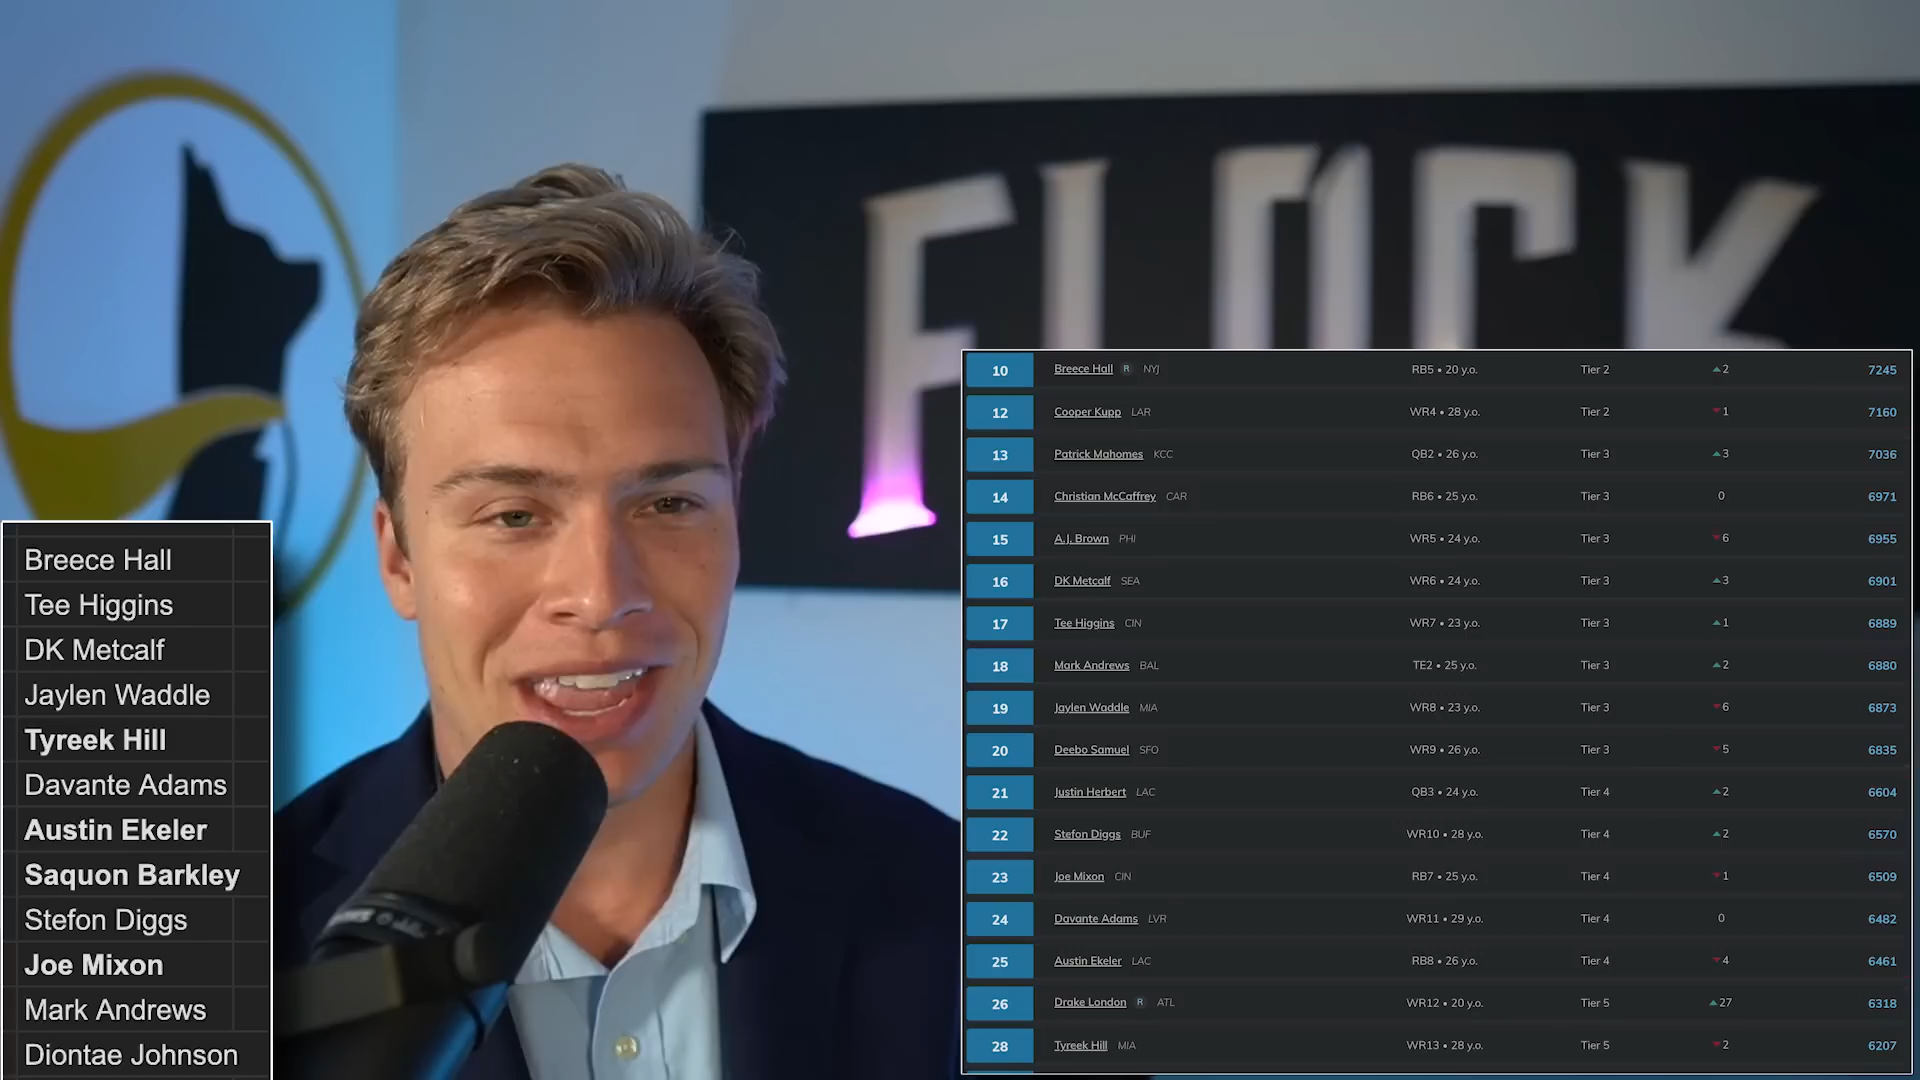 FLOCK
Breece Hall
Tee Higgins
DK Metcalf
Jaylen Waddle
Tyreek Hill
Davante Adams
Austin Ekeler
Saquon Barkley
Stefon Diggs
Joe Mixon
Mark Andrews
Diontae Johnson
10 Breece Hall R NYJ RB5 • 20 y.o. Tier 2 2 7245
12 Cooper Kupp LAR WR4 • 28 y.o. Tier 2 1 7160
13 Patrick Mahomes KCC QB2 • 26 y.o. Tier 3 3 7036
14 Christian McCaffrey CAR RB6 • 25 y.o. Tier 3 0 6971
15 A.J. Brown PHI WR5 • 24 y.o. Tier 3 6 6955
16 DK Metcalf SEA WR6 • 24 y.o. Tier 3 3 6901
17 Tee Higgins CIN WR7 • 23 y.o. Tier 3 1 6889
18 Mark Andrews BAL TE2 • 25 y.o. Tier 3 2 6880
19 Jaylen Waddle MIA WR8 • 23 y.o. Tier 3 6 6873
20 Deebo Samuel SFO WR9 • 26 y.o. Tier 3 5 6835
21 Justin Herbert LAC QB3 • 24 y.o. Tier 4 2 6604
22 Stefon Diggs BUF WR10 • 28 y.o. Tier 4 2 6570
23 Joe Mixon CIN RB7 • 25 y.o. Tier 4 1 6509
24 Davante Adams LVR WR11 • 29 y.o. Tier 4 0 6482
25 Austin Ekeler LAC RB8 • 26 y.o. Tier 4 4 6461
26 Drake London R ATL WR12 • 20 y.o. Tier 5 27 6318
28 Tyreek Hill MIA WR13 • 28 y.o. Tier 5 2 6207